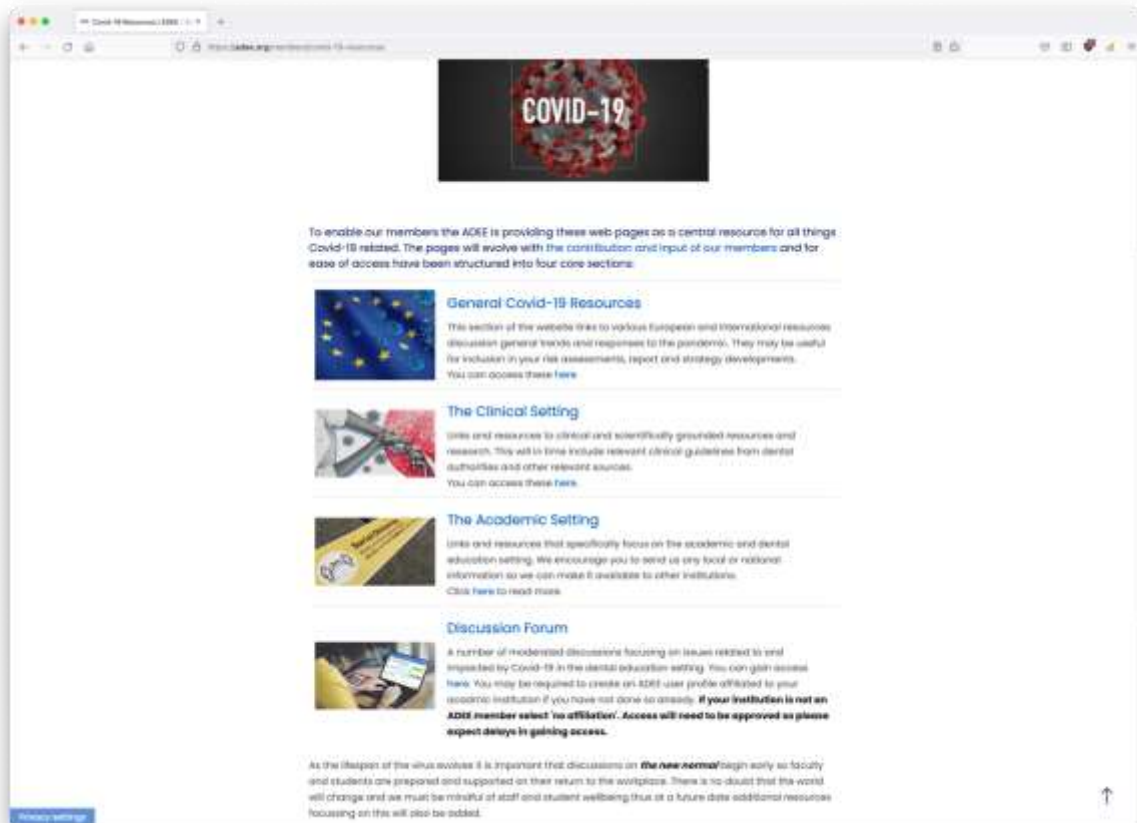 COVID-19
To enable our members the ADEE is providing these web pages as a central resource for all things
Covid-19 related. The pages will evolve with the contribution and input of our members and for
ease of access have been structured into four core sections:
General Covid-19 Resources
This section of the website links to various European and international resources
discussion general trends and responses to the pandemic. They may be useful
for inclusion in your risk assessments, report and strategy developments.
You can access these here
The Clinical Setting
Links and resources to clinical and scientifically grounded resources and
research. This will in time include relevant clinical guidelines from dental
authorities and other relevant sources.
You can access these here
The Academic Setting
Links and resources that specifically focus on the academic and dental
education setting. We encourage you to send us any local or national
information so we can make it available to other institutions.
Click here to read more
Discussion Forum
A number of moderated discussions focusing on issues related to and
impacted by Covid-19 in the dental education setting. You can gain access
here. You may be required to create an ADEE user profile affiliated to your
academic institution if you have not done so already. If your institution is not an
ADEE member select 'no affiliation'. Access will need to be approved so please
expect delays in gaining access.
As the lifespan of the virus evolves it is important that discussions on the new normal begin early so faculty
and students are prepared and supported on their return to the workplace. There is no doubt that the world
will change and we must be mindful of staff and student wellbeing thus at a future date additional resources
focussing on this will also be added.
Privacy settings